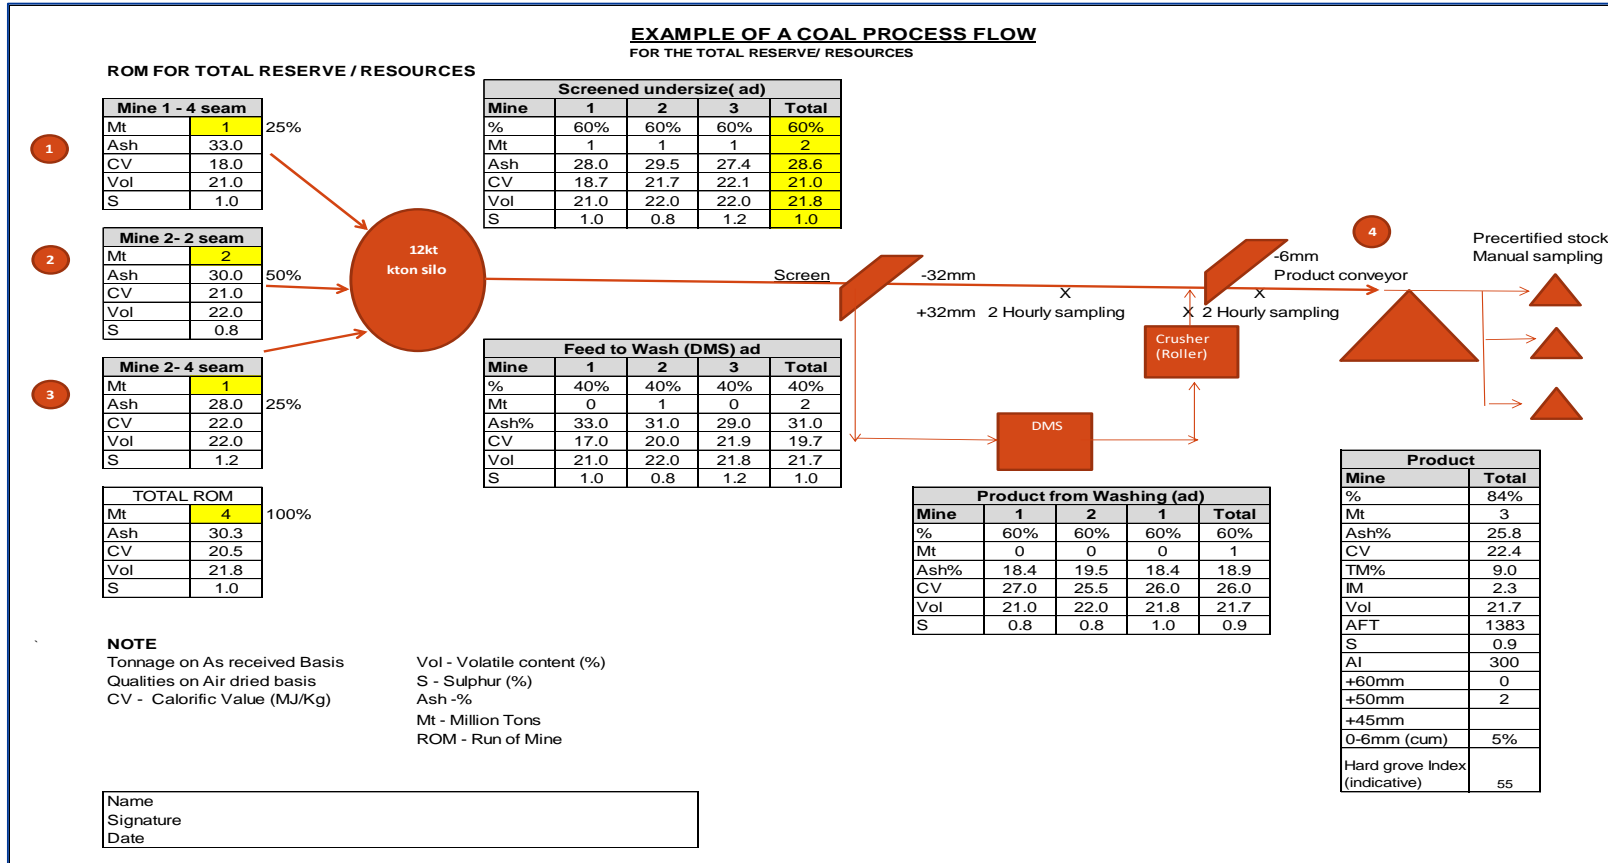 EXAMPLE OF A COAL PROCESS FLOW
FOR THE TOTAL RESERVE/ RESOURCES
ROM FOR TOTAL RESERVE / RESOURCES
1
Mine 1 - 4 seam
Mt 1 25%
Ash 33.0
CV 18.0
Vol 21.0
S 1.0
2
Mine 2- 2 seam
Mt 2
Ash 30.0 50%
CV 21.0
Vol 22.0
S 0.8
3
Mine 2- 4 seam
Mt 1
Ash 28.0 25%
CV 22.0
Vol 22.0
S 1.2
TOTAL ROM
Mt 4 100%
Ash 30.3
CV 20.5
Vol 21.8
S 1.0
12kt
kton silo
Screened undersize( ad)
Mine 1 2 3 Total
% 60% 60% 60% 60%
Mt 1 1 1 2
Ash 28.0 29.5 27.4 28.6
CV 18.7 21.7 22.1 21.0
Vol 21.0 22.0 22.0 21.8
S 1.0 0.8 1.2 1.0
Screen
-32mm
+32mm
X
2 Hourly sampling
X
-6mm
Product conveyor
X
2 Hourly sampling
4
Precertified stock
Manual sampling
Crusher
(Roller)
DMS
Feed to Wash (DMS) ad
Mine 1 2 3 Total
% 40% 40% 40% 40%
Mt 0 1 0 2
Ash% 33.0 31.0 29.0 31.0
CV 17.0 20.0 21.9 19.7
Vol 21.0 22.0 21.8 21.7
S 1.0 0.8 1.2 1.0
Product from Washing (ad)
Mine 1 2 1 Total
% 60% 60% 60% 60%
Mt 0 0 0 1
Ash% 18.4 19.5 18.4 18.9
CV 27.0 25.5 26.0 26.0
Vol 21.0 22.0 21.8 21.7
S 0.8 0.8 1.0 0.9
Product
Mine Total
% 84%
Mt 3
Ash% 25.8
CV 22.4
TM% 9.0
IM 2.3
Vol 21.7
AFT 1383
S 0.9
AI 300
+60mm 0
+50mm 2
+45mm
0-6mm (cum) 5%
Hard grove Index
(indicative) 55
`
NOTE
Tonnage on As received Basis
Qualities on Air dried basis
CV - Calorific Value (MJ/Kg)
Vol - Volatile content (%)
S - Sulphur (%)
Ash -%
Mt - Million Tons
ROM - Run of Mine
Name
Signature
Date